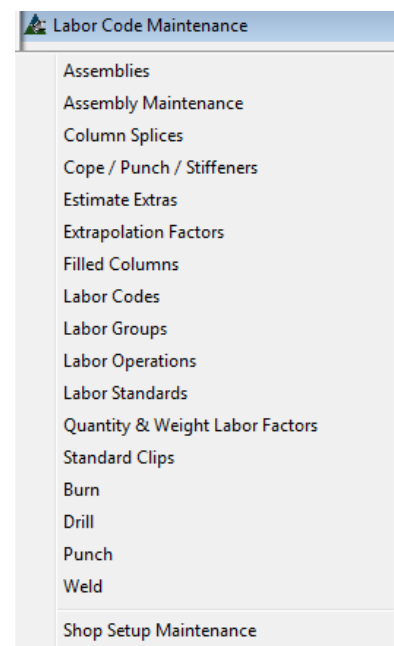 Labor Code Maintenance
Assemblies
Assembly Maintenance
Column Splices
Cope / Punch / Stiffeners
Estimate Extras
Extrapolation Factors
Filled Columns
Labor Codes
Labor Groups
Labor Operations
Labor Standards
Quantity & Weight Labor Factors
Standard Clips
Burn
Drill
Punch
Weld
Shop Setup Maintenance